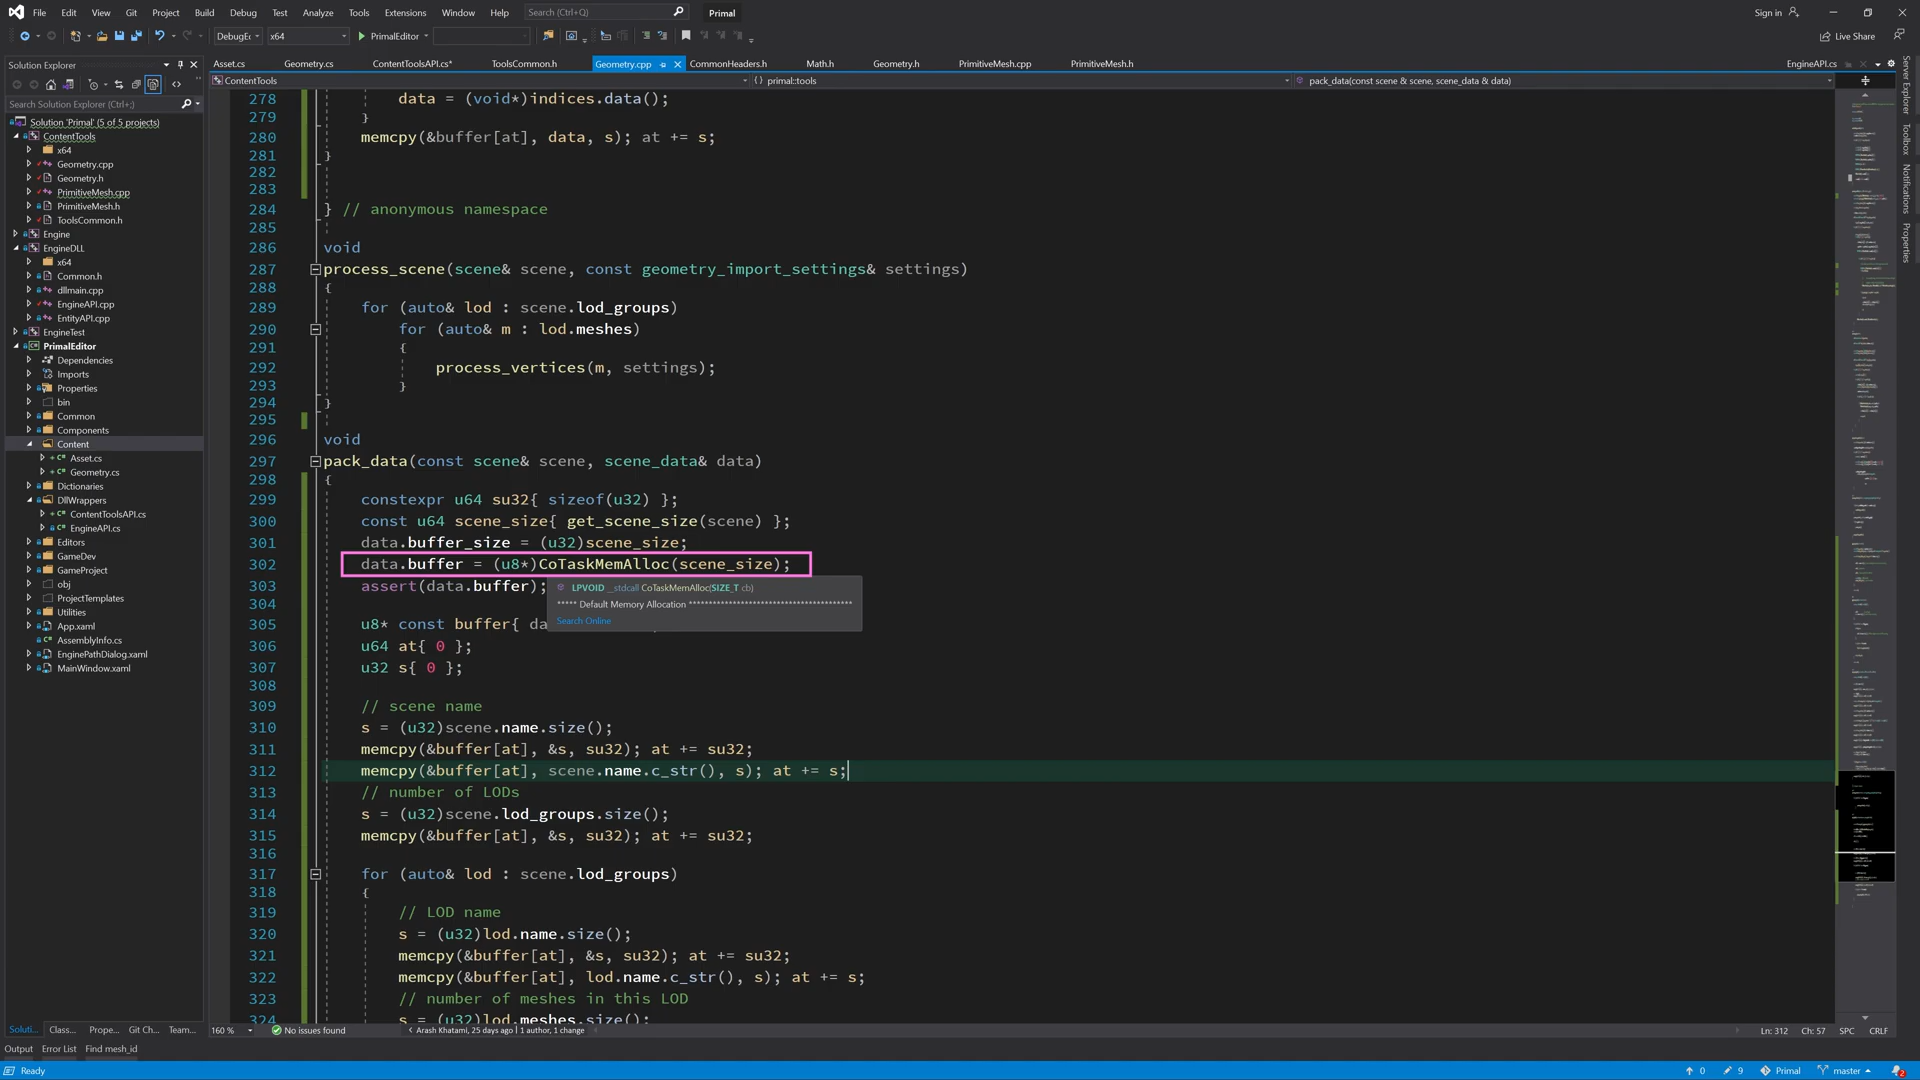 File Edit View Git Project Build Debug Test Analyze Tools Extensions Window Help Search (Ctrl+Q) Primal Sign in
DebugEc x64 PrimalEditor Live Share
Solution Explorer
Asset.cs Geometry.cs ContentToolsAPI.cs* ToolsCommon.h Geometry.cpp CommonHeaders.h Math.h Geometry.h PrimitiveMesh.cpp PrimitiveMesh.h EngineAPI.cs
ContentTools primal::tools pack_data(const scene & scene, scene_data & data)
Search Solution Explorer (Ctrl+;)
Solution 'Primal' (5 of 5 projects)
ContentTools
x64
Geometry.cpp
Geometry.h
PrimitiveMesh.cpp
PrimitiveMesh.h
ToolsCommon.h
Engine
EngineDLL
x64
Common.h
dllmain.cpp
EngineAPI.cpp
EntityAPI.cpp
EngineTest
PrimalEditor
Dependencies
Imports
Properties
bin
Common
Components
Content
Asset.cs
Geometry.cs
Dictionaries
DllWrappers
ContentToolsAPI.cs
EngineAPI.cs
Editors
GameDev
GameProject
obj
ProjectTemplates
Utilities
App.xaml
AssemblyInfo.cs
EnginePathDialog.xaml
MainWindow.xaml
278 data = (void*)indices.data();
279 }
280 memcpy(&buffer[at], data, s); at += s;
281 }
282
283
284 } // anonymous namespace
285
286 void
287 process_scene(scene& scene, const geometry_import_settings& settings)
288 {
289 for (auto& lod : scene.lod_groups)
290 for (auto& m : lod.meshes)
291 {
292 process_vertices(m, settings);
293 }
294 }
295
296 void
297 pack_data(const scene& scene, scene_data& data)
298 {
299 constexpr u64 su32{ sizeof(u32) };
300 const u64 scene_size{ get_scene_size(scene) };
301 data.buffer_size = (u32)scene_size;
302 data.buffer = (u8*)CoTaskMemAlloc(scene_size);
303 assert(data.buffer);
LPVOID __stdcall CoTaskMemAlloc(SIZE_T cb)
304
***** Default Memory Allocation
Search Online
305 u8* const buffer{ da
306 u64 at{ 0 };
307 u32 s{ 0 };
308
309 // scene name
310 s = (u32)scene.name.size();
311 memcpy(&buffer[at], &s, su32); at += su32;
312 memcpy(&buffer[at], scene.name.c_str(), s); at += s;
313 // number of LODs
314 s = (u32)scene.lod_groups.size();
315 memcpy(&buffer[at], &s, su32); at += su32;
316
317 for (auto& lod : scene.lod_groups)
318 {
319 // LOD name
320 s = (u32)lod.name.size();
321 memcpy(&buffer[at], &s, su32); at += su32;
322 memcpy(&buffer[at], lod.name.c_str(), s); at += s;
323 // number of meshes in this LOD
324 s = (u32)lod.meshes.size();
Server Explorer
Toolbox
Notifications
Properties
Soluti... Class... Prope... Git Ch... Team...
160 % No issues found Arash Khatami, 25 days ago | 1 author, 1 change Ln: 312 Ch: 57 SPC CRLF
Output Error List Find mesh_id
Ready 0 9 Primal master 2